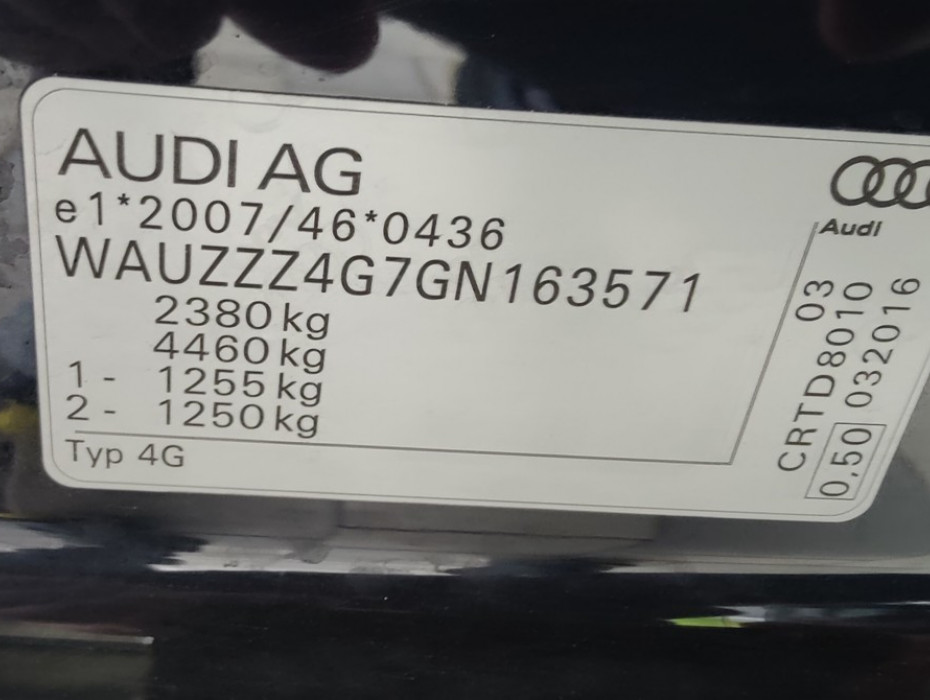 AUDI AG
e1*2007/46*0436
WAUZZZ4G7GN163571
2380 kg
4460 kg
1 - 1255 kg
2 - 1250 kg
Typ 4G
Audi
03
CRTD8010
0,50 032016